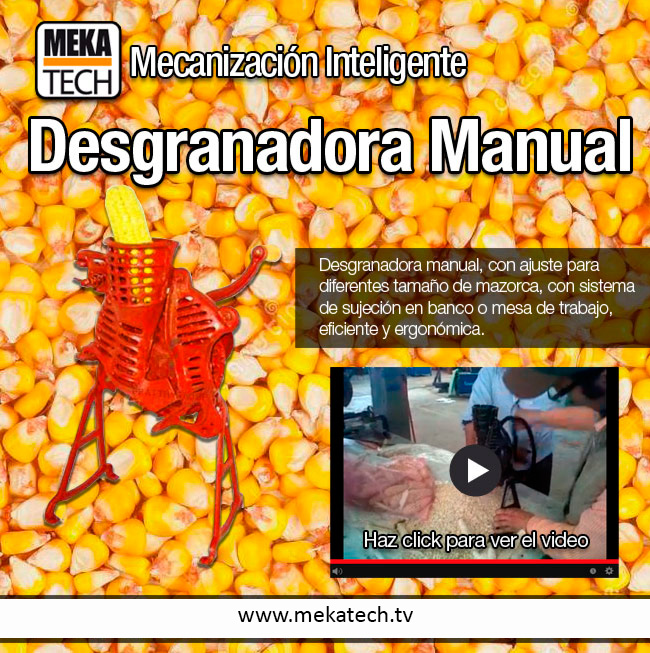 MEKA
TECH
Mecanización Inteligente
Desgranadora Manual
Desgranadora manual, con ajuste para
diferentes tamaño de mazorca, con sistema
de sujeción en banco o mesa de trabajo,
eficiente y ergonómica.
Haz click para ver el video
www.mekatech.tv